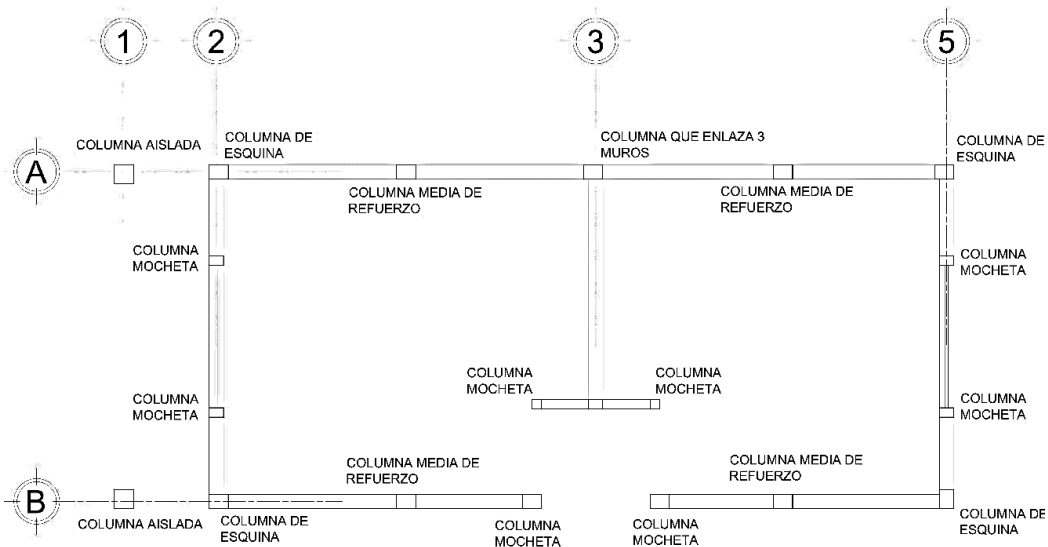 1
2
3
5
COLUMNA AISLADA
COLUMNA DE
ESQUINA
COLUMNA QUE ENLAZA 3
MUROS
COLUMNA DE
ESQUINA
A
COLUMNA MEDIA DE
REFUERZO
COLUMNA MEDIA DE
REFUERZO
COLUMNA
MOCHETA
COLUMNA
MOCHETA
COLUMNA
MOCHETA
COLUMNA
MOCHETA
COLUMNA
MOCHETA
COLUMNA
MOCHETA
COLUMNA MEDIA DE
REFUERZO
COLUMNA MEDIA DE
REFUERZO
B
COLUMNA AISLADA
COLUMNA DE
ESQUINA
COLUMNA
MOCHETA
COLUMNA
MOCHETA
COLUMNA DE
ESQUINA